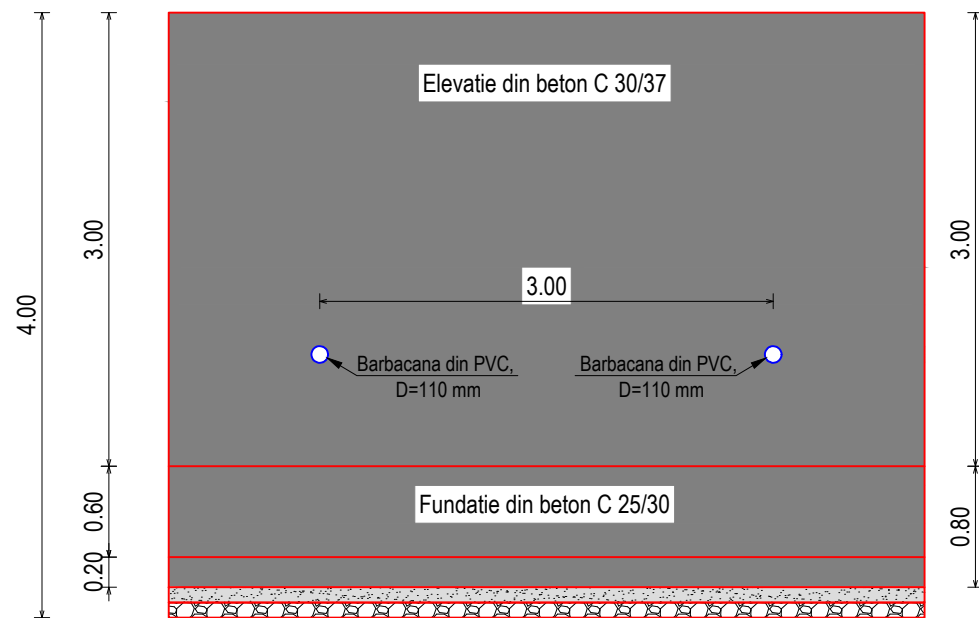 Elevatie din beton C 30/37
3.00
3.00
4.00
3.00
Barbacana din PVC,
D=110 mm
Barbacana din PVC,
D=110 mm
Fundatie din beton C 25/30
0.60
0.80
0.20